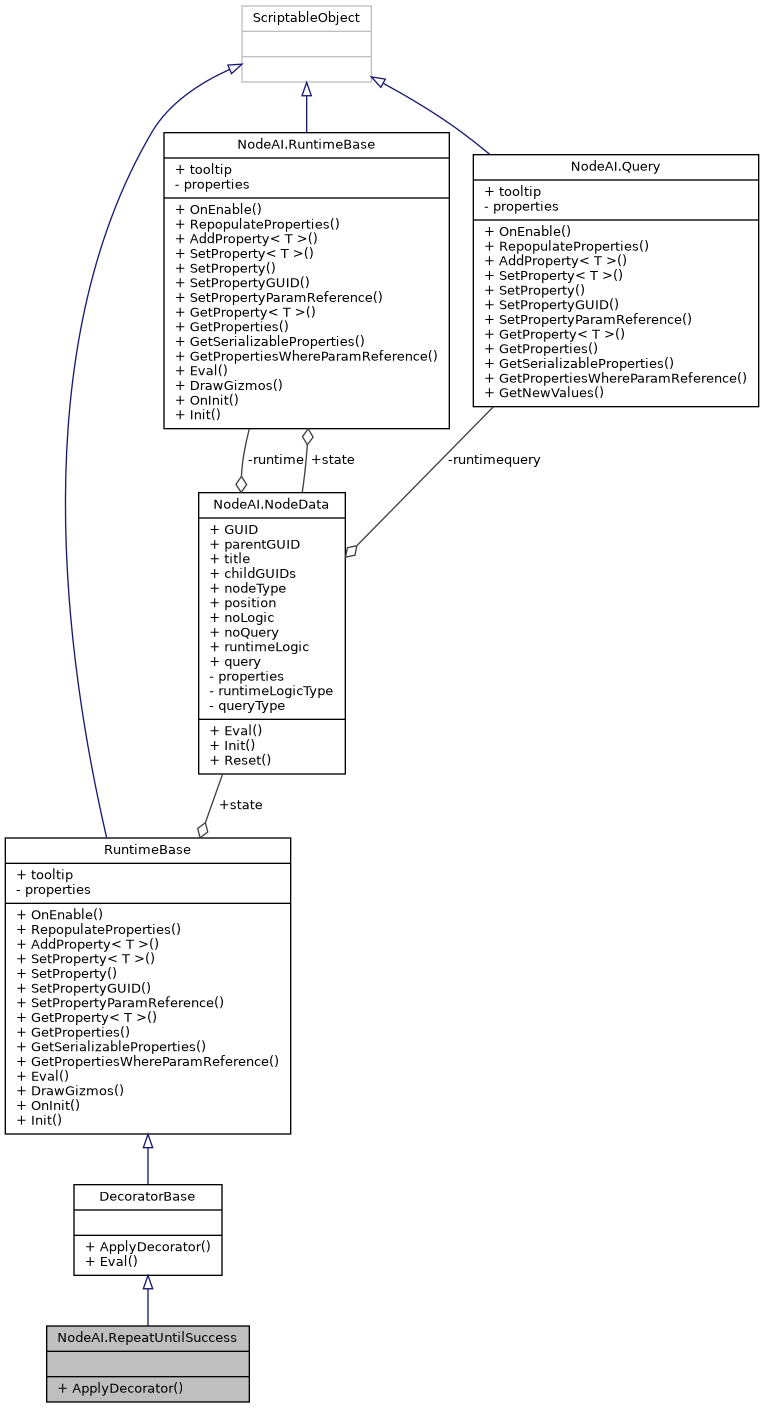 ScriptableObject
NodeAI.RuntimeBase
+ tooltip
- properties
+ OnEnable()
+ RepopulateProperties()
+ AddProperty< T >()
+ SetProperty< T >()
+ SetProperty()
+ SetPropertyGUID()
+ SetPropertyParamReference()
+ GetProperty< T >()
+ GetProperties()
+ GetSerializableProperties()
+ GetPropertiesWhereParamReference()
+ Eval()
+ DrawGizmos()
+ OnInit()
+ Init()
NodeAI.Query
+ tooltip
- properties
+ OnEnable()
+ RepopulateProperties()
+ AddProperty< T >()
+ SetProperty< T >()
+ SetProperty()
+ SetPropertyGUID()
+ SetPropertyParamReference()
+ GetProperty< T >()
+ GetProperties()
+ GetSerializableProperties()
+ GetPropertiesWhereParamReference()
+ GetNewValues()
-runtime
+state
-runtimequery
NodeAI.NodeData
+ GUID
+ parentGUID
+ title
+ childGUIDs
+ nodeType
+ position
+ noLogic
+ noQuery
+ runtimeLogic
+ query
- properties
- runtimeLogicType
- queryType
+ Eval()
+ Init()
+ Reset()
+state
RuntimeBase
+ tooltip
- properties
+ OnEnable()
+ RepopulateProperties()
+ AddProperty< T >()
+ SetProperty< T >()
+ SetProperty()
+ SetPropertyGUID()
+ SetPropertyParamReference()
+ GetProperty< T >()
+ GetProperties()
+ GetSerializableProperties()
+ GetPropertiesWhereParamReference()
+ Eval()
+ DrawGizmos()
+ OnInit()
+ Init()
DecoratorBase
+ ApplyDecorator()
+ Eval()
NodeAI.RepeatUntilSuccess
+ ApplyDecorator()